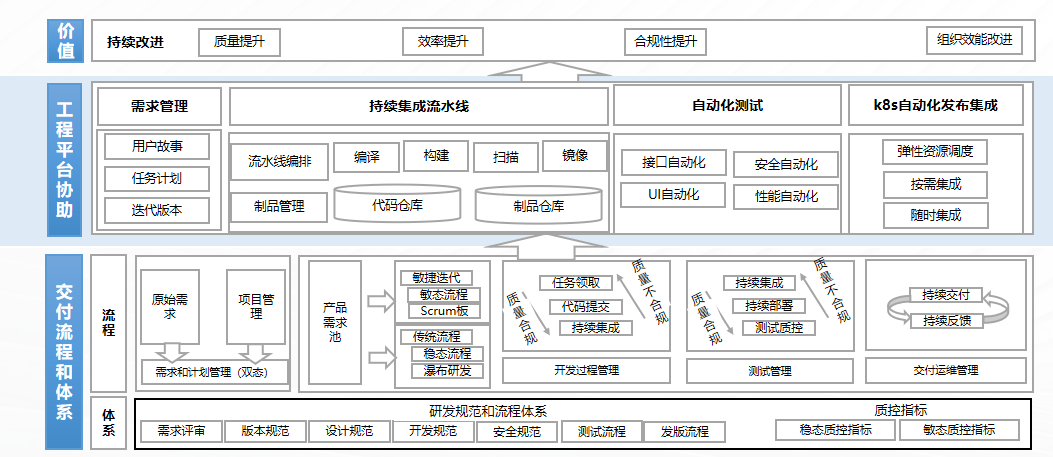 价值
持续改进
质量提升
效率提升
合规性提升
组织效能改进
工程平台协助
需求管理
持续集成流水线
自动化测试
k8s自动化发布集成
用户故事
任务计划
迭代版本
流水线编排
编译
构建
扫描
镜像
制品管理
代码仓库
制品仓库
接口自动化
安全自动化
UI自动化
性能自动化
弹性资源调度
按需集成
随时集成
交付流程和体系
流程
原始需
求
项目管
理
需求和计划管理（双态）
产品
需求
池
敏捷迭代
敏态流程
Scrum板
传统流程
稳态流程
瀑布研发
质量合规
任务领取
代码提交
持续集成
质量不合规
开发过程管理
质量合规
持续集成
持续部署
测试质控
质量不合规
测试管理
持续交付
持续反馈
交付运维管理
体系
研发规范和流程体系
质控指标
需求评审
版本规范
设计规范
开发规范
安全规范
测试流程
发版流程
稳态质控指标
敏态质控指标